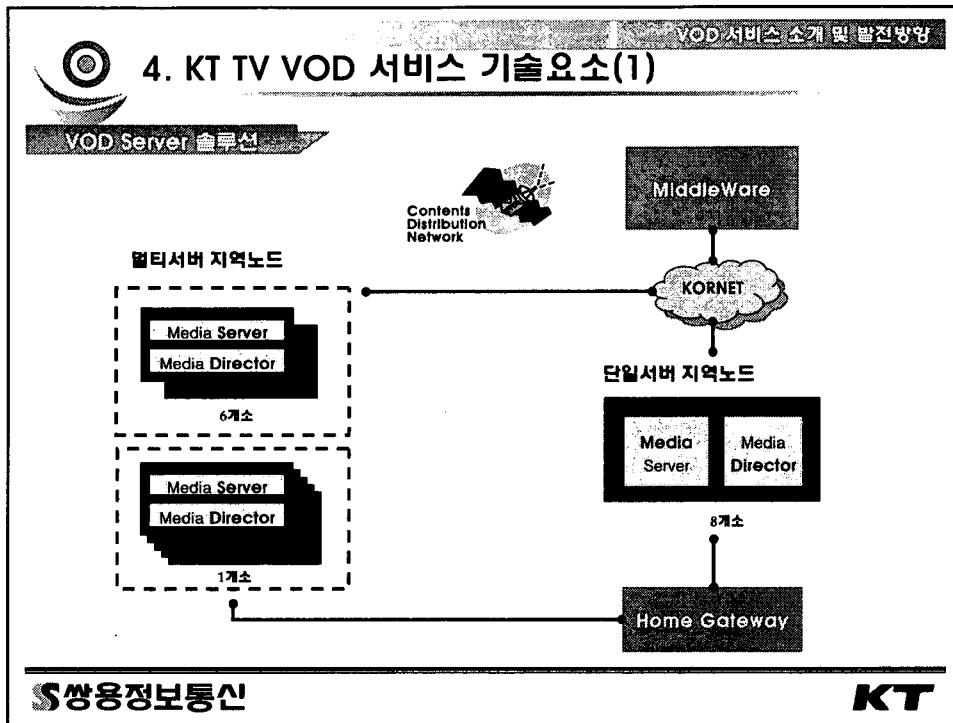 VOD 서비스 소개 및 발전방향
4. KT TV VOD 서비스 기술요소(1)
VOD Server 솔루션
Contents
Distribution
Network
MiddleWare
KORNET
멀티서버 지역노드
Media Server
Media Director
6개소
Media Server
Media Director
1개소
단일서버 지역노드
Media
Server
Media
Director
8개소
Home Gateway
쌍용정보통신
KT